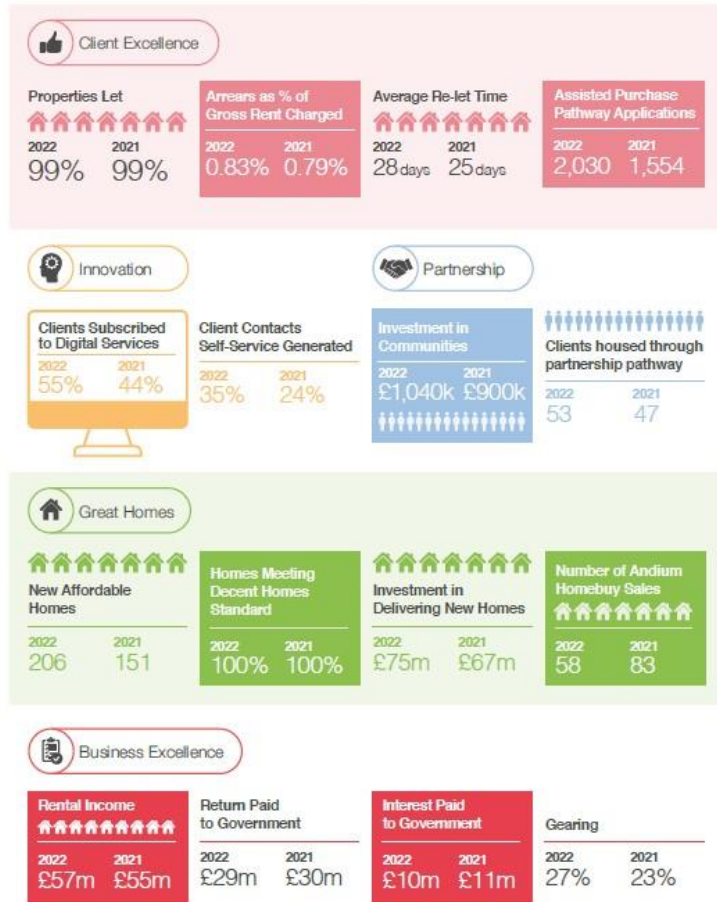 Client Excellence
Properties Let
2022 2021
99% 99%
Arrears as % of
Gross Rent Charged
2022 2021
0.83% 0.79%
Average Re-let Time
2022 2021
28 days 25 days
Assisted Purchase
Pathway Applications
2022 2021
2,030 1,554
Innovation
Clients Subscribed
to Digital Services
2022 2021
55% 44%
Client Contacts
Self-Service Generated
2022 2021
35% 24%
Partnership
Investment in
Communities
2022 2021
£1,040k £900k
Clients housed through
partnership pathway
2022 2021
53 47
Great Homes
New Affordable
Homes
2022 2021
206 151
Homes Meeting
Decent Homes
Standard
2022 2021
100% 100%
Investment in
Delivering New Homes
2022 2021
£75m £67m
Number of Andium
Homebuy Sales
2022 2021
58 83
Business Excellence
Rental Income
2022 2021
£57m £55m
Return Paid
to Government
2022 2021
£29m £30m
Interest Paid
to Government
2022 2021
£10m £11m
Gearing
2022 2021
27% 23%